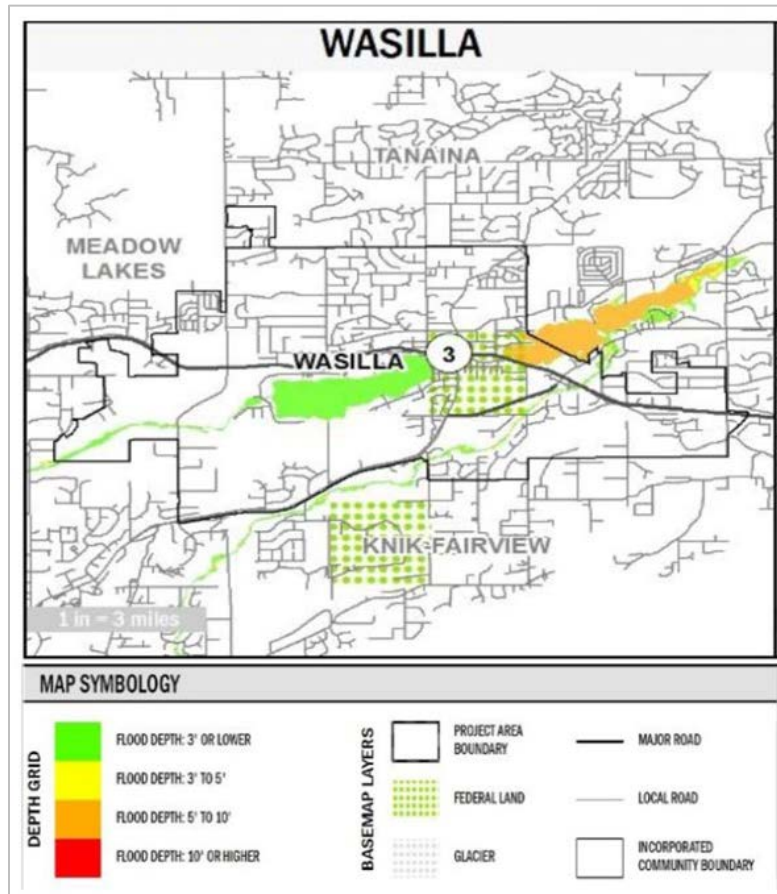 WASILLA
TANAINA
MEADOW
LAKES
WASILLA
3
KNIK-FAIRVIEW
1 in = 3 miles
MAP SYMBOLOGY
DEPTH GRID
FLOOD DEPTH: 3' OR LOWER
FLOOD DEPTH: 3' TO 5'
FLOOD DEPTH: 5' TO 10'
FLOOD DEPTH: 10' OR HIGHER
BASEMAP LAYERS
PROJECT AREA
BOUNDARY
FEDERAL LAND
GLACIER
MAJOR ROAD
LOCAL ROAD
INCORPORATED
COMMUNITY BOUNDARY